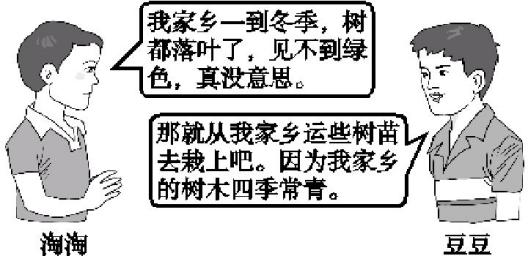 我家乡一到冬季，树
都落叶了，见不到绿
色，真没意思。
那就从我家乡运些树苗
去栽上吧。因为我家乡
的树木四季常青。
淘淘
豆豆